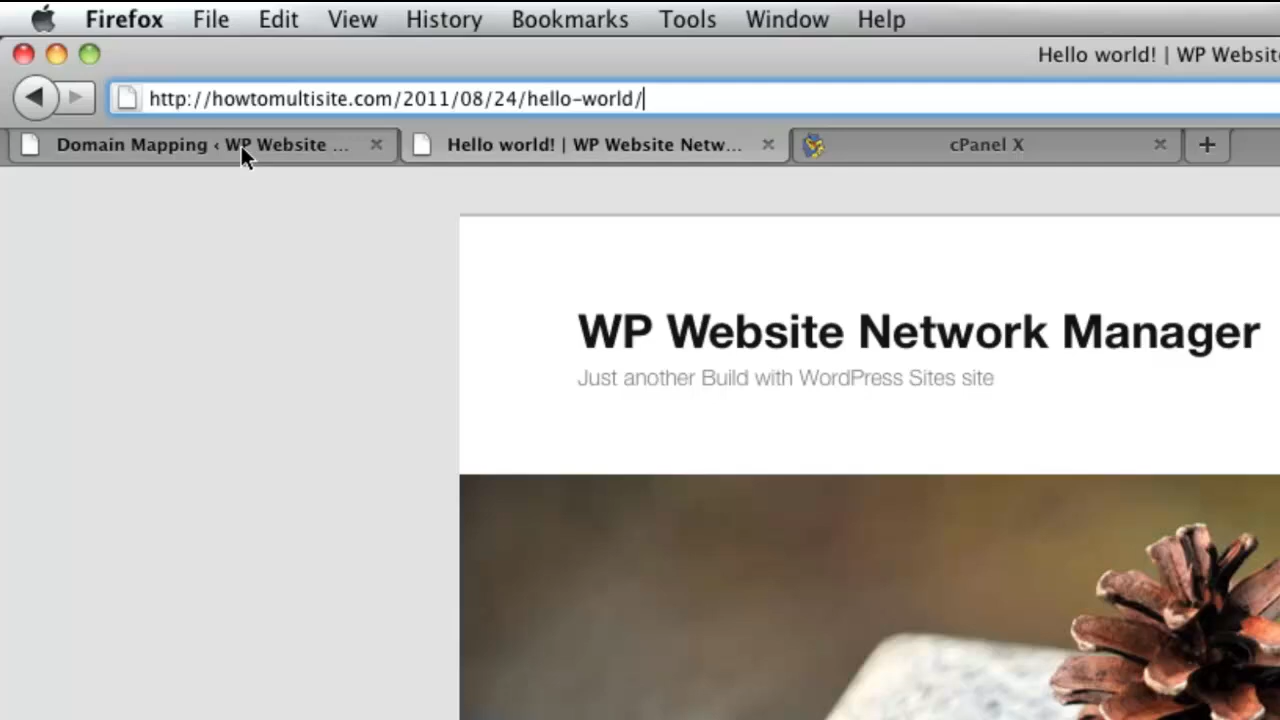 Firefox File Edit View History Bookmarks Tools Window Help
Hello world! | WP Website
http://howtomultisite.com/2011/08/24/hello-world/
Domain Mapping ‹ WP Website ... Hello world! | WP Website Netw... cPanel X
WP Website Network Manager
Just another Build with WordPress Sites site